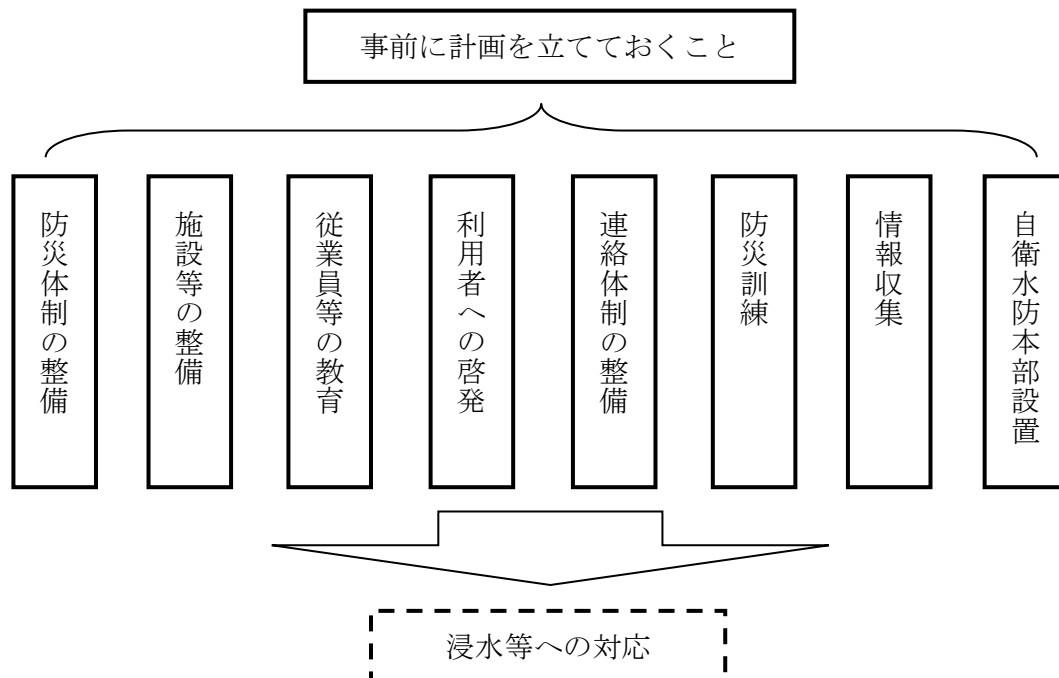 事前に計画を立てておくこと
防災体制の整備
施設等の整備
従業員等の教育
利用者への啓発
連絡体制の整備
防災訓練
情報収集
自衛水防本部設置
浸水等への対応